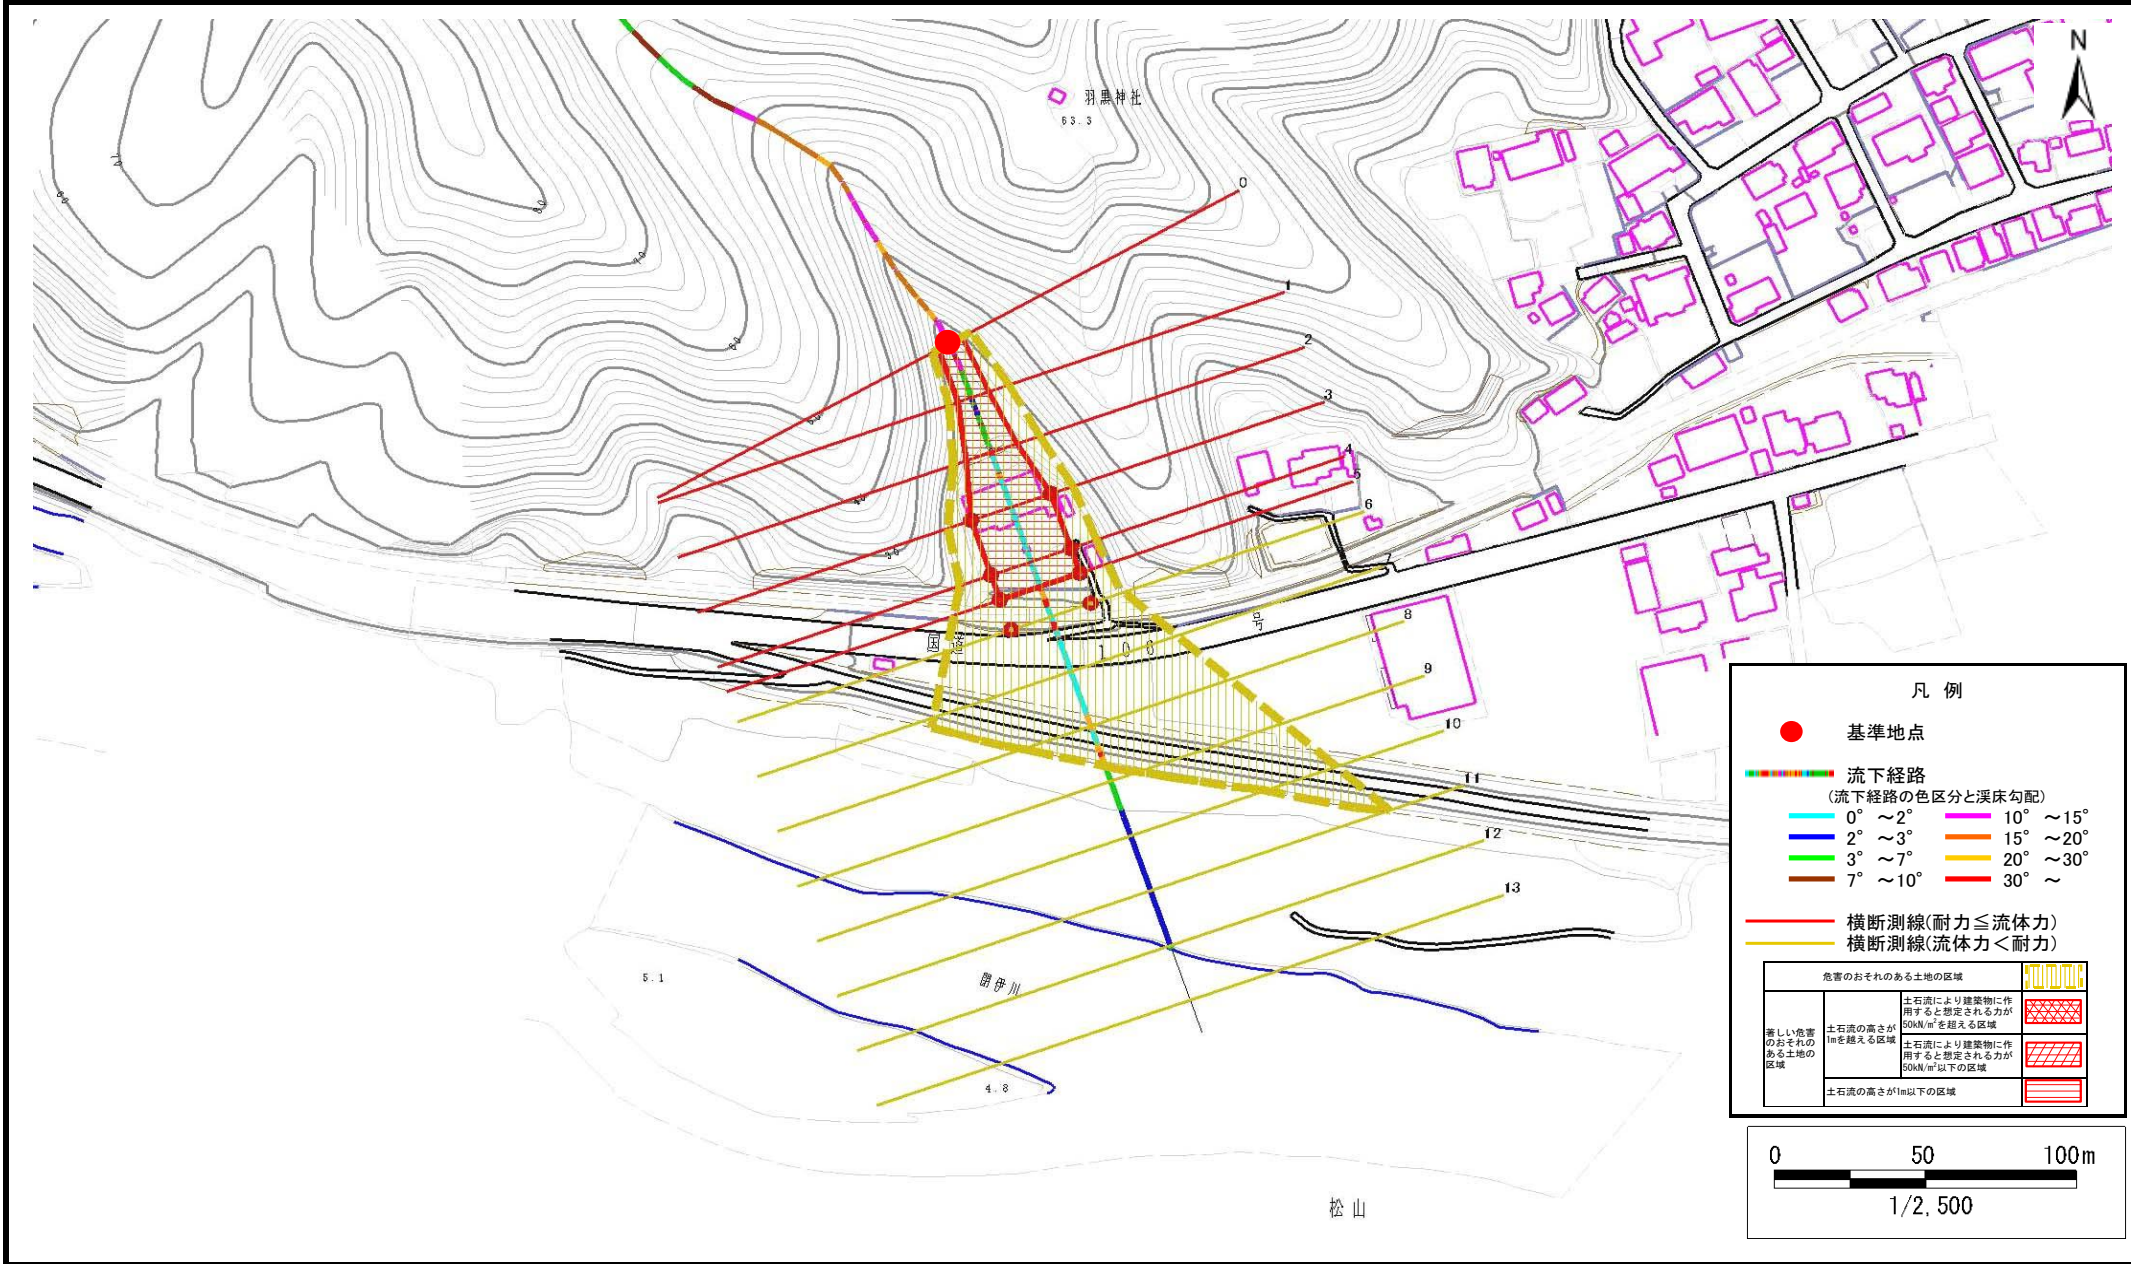 N
羽黒神社
63.3
0
1
2
3
4
5
6
7
8
9
10
11
12
13
70
60
80
70
60
40
30
国道
106
号
閉伊川
5.1
4.8
松山
凡 例
基準地点
流下経路
(流下経路の色区分と渓床勾配)
0° ～2° 10° ～15°
2° ～3° 15° ～20°
3° ～7° 20° ～30°
7° ～10° 30° ～
横断測線(耐力≦流体力)
横断測線(流体力＜耐力)
危害のおそれのある土地の区域
著しい危害
のおそれの
ある土地の
区域
土石流の高さが
1mを越える区域
土石流により建築物に作
用すると想定される力が
50kN/m²を超える区域
土石流により建築物に作
用すると想定される力が
50kN/m²以下の区域
土石流の高さが1m以下の区域
0 50 100m
1/2,500